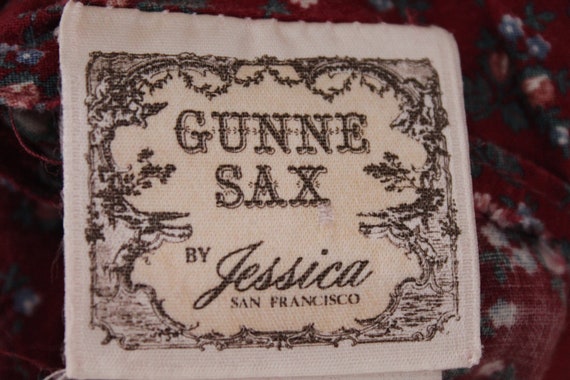 GUNNE
SAX
BY Jessica
SAN FRANCISCO